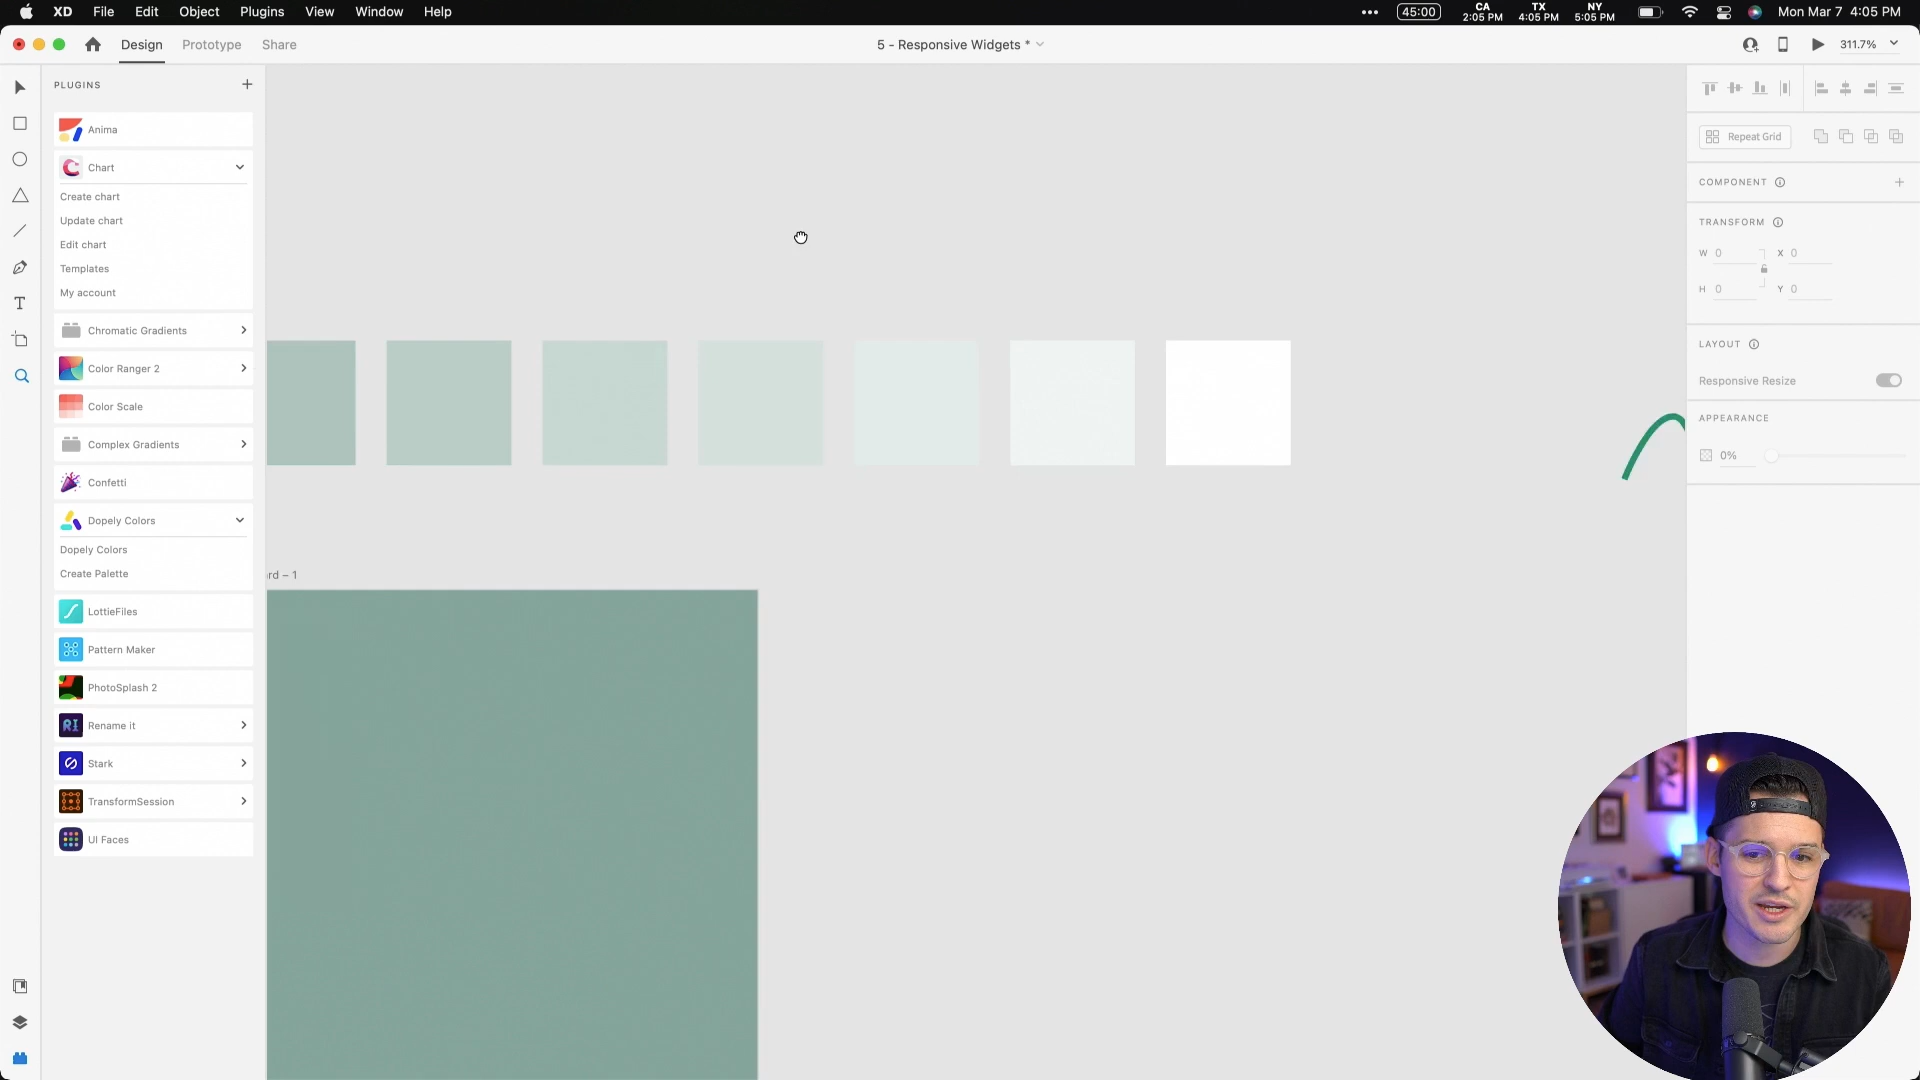 XD File Edit Object Plugins View Window Help
45:00
CA
2:05 PM
TX
4:05 PM
NY
5:05 PM
Mon Mar 7 4:05 PM
Design Prototype Share
5 - Responsive Widgets *
311.7%
PLUGINS
Anima
Chart
Create chart
Update chart
Edit chart
Templates
My account
Chromatic Gradients
Color Ranger 2
Color Scale
Complex Gradients
Confetti
Dopely Colors
Dopely Colors
Create Palette
LottieFiles
Pattern Maker
PhotoSplash 2
Rename it
Stark
TransformSession
UI Faces
T
RI
rd – 1
Repeat Grid
COMPONENT
TRANSFORM
W 0 X 0
H 0 Y 0
LAYOUT
Responsive Resize
APPEARANCE
0%